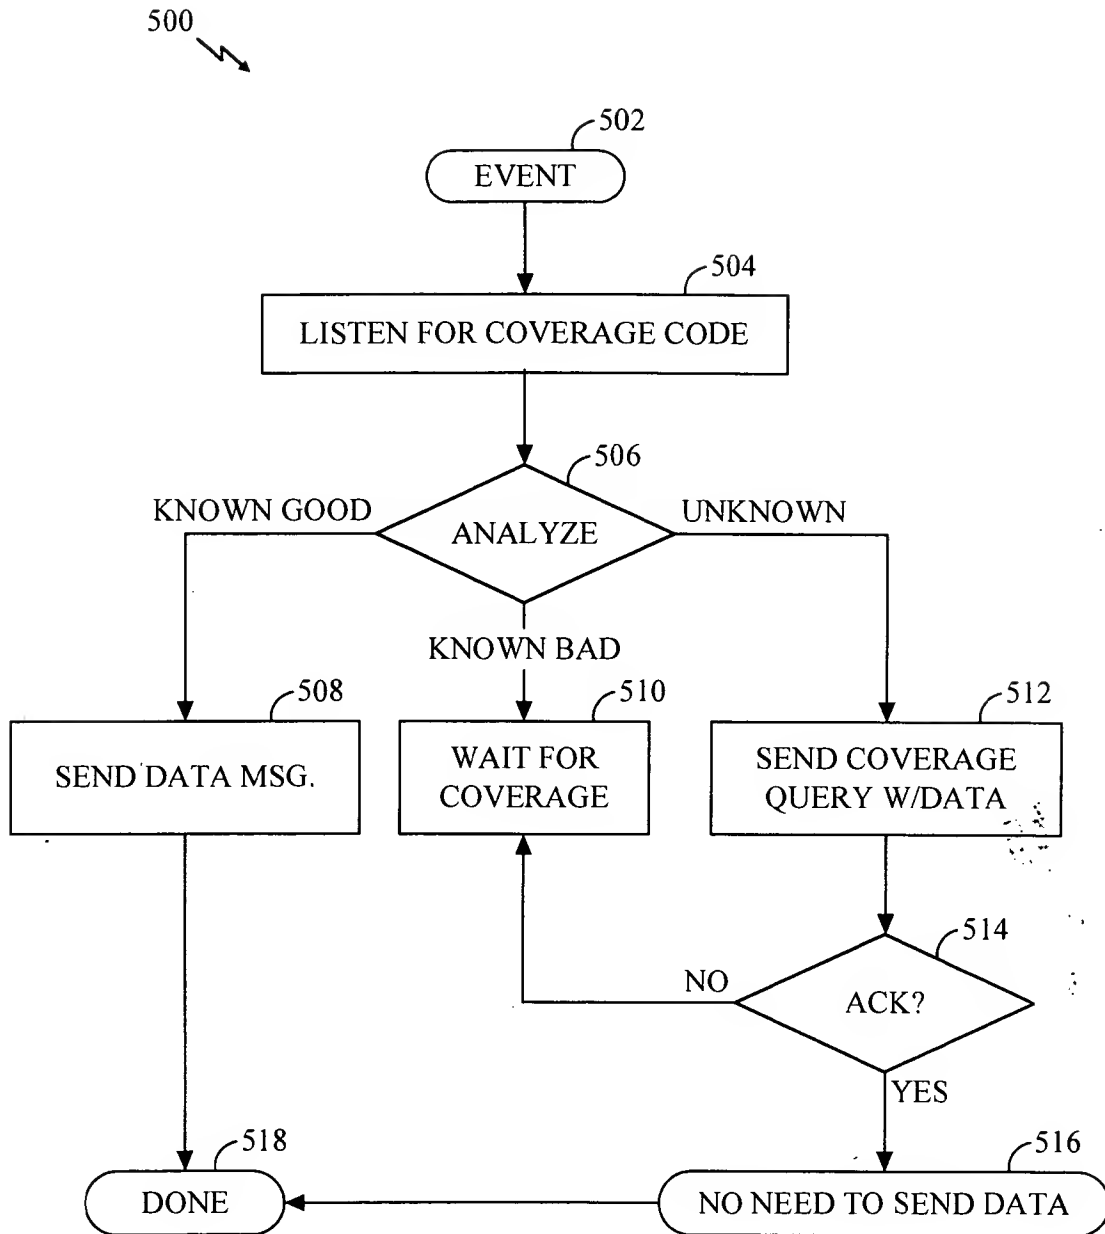 500
502
EVENT
504
LISTEN FOR COVERAGE CODE
506
KNOWN GOOD
ANALYZE
UNKNOWN
KNOWN BAD
508
SEND DATA MSG.
510
WAIT FOR
COVERAGE
512
SEND COVERAGE
QUERY W/DATA
514
NO
ACK?
YES
518
DONE
516
NO NEED TO SEND DATA